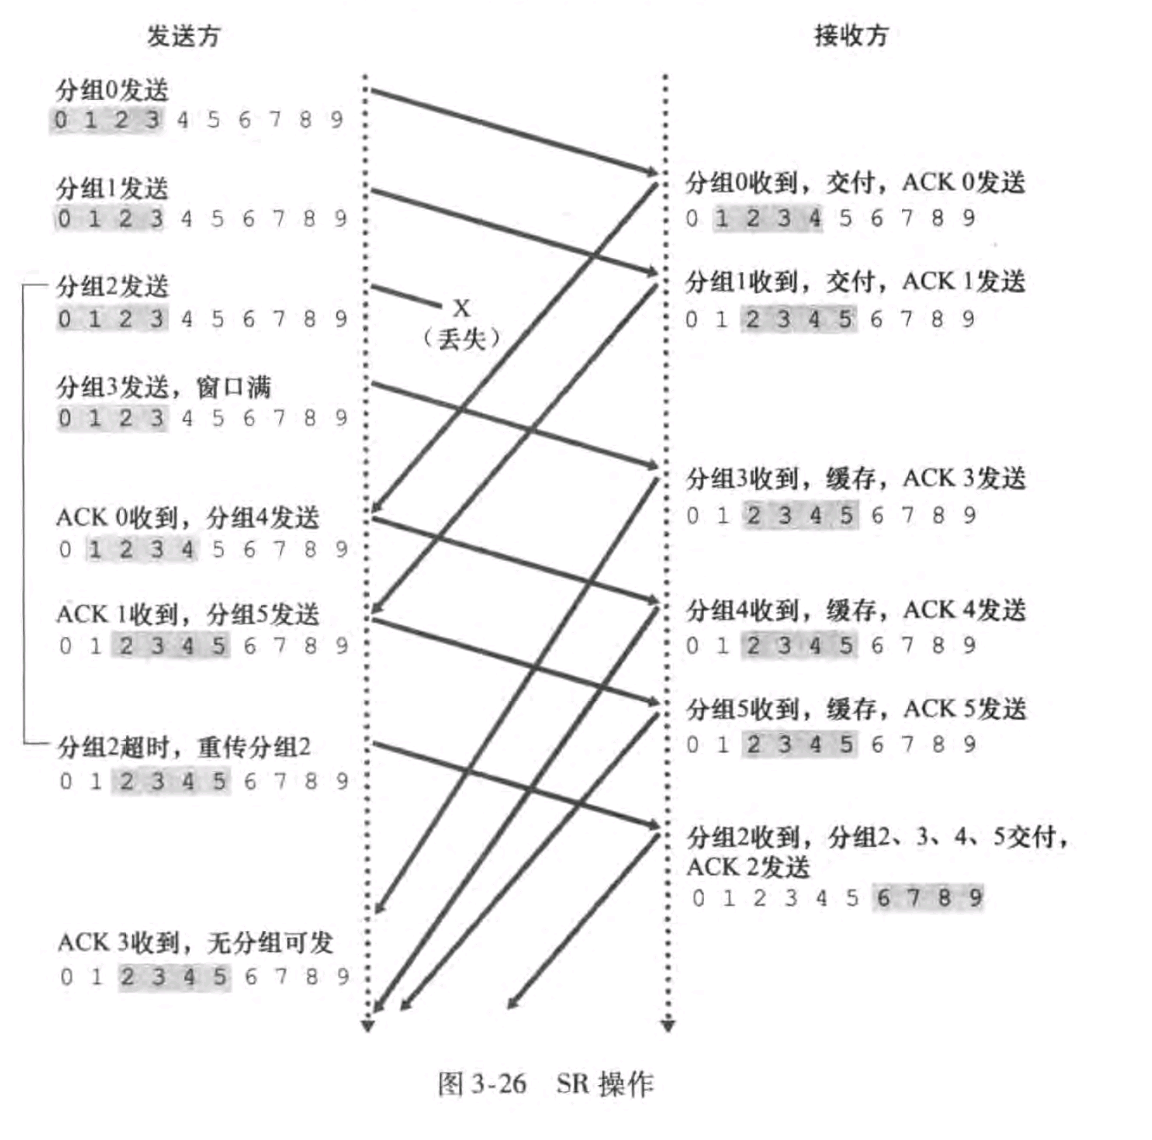 发送方
接收方
分组0发送
0 1 2 3 4 5 6 7 8 9
分组0收到，交付，ACK 0发送
0 1 2 3 4 5 6 7 8 9
分组1发送
0 1 2 3 4 5 6 7 8 9
分组1收到，交付，ACK 1发送
0 1 2 3 4 5 6 7 8 9
分组2发送
0 1 2 3 4 5 6 7 8 9
X
（丢失）
分组3发送，窗口满
0 1 2 3 4 5 6 7 8 9
分组3收到，缓存，ACK 3发送
0 1 2 3 4 5 6 7 8 9
ACK 0收到，分组4发送
0 1 2 3 4 5 6 7 8 9
分组4收到，缓存，ACK 4发送
0 1 2 3 4 5 6 7 8 9
ACK 1收到，分组5发送
0 1 2 3 4 5 6 7 8 9
分组5收到，缓存，ACK 5发送
0 1 2 3 4 5 6 7 8 9
分组2超时，重传分组2
0 1 2 3 4 5 6 7 8 9
分组2收到，分组2、3、4、5交付，
ACK 2发送
0 1 2 3 4 5 6 7 8 9
ACK 3收到，无分组可发
0 1 2 3 4 5 6 7 8 9
图 3-26 SR 操作